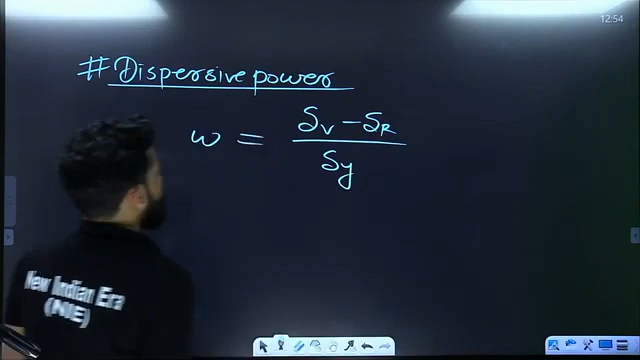 12:54
#Dispersive power
ω = (δv − δR) / δy
New Indian Era
(NIE)